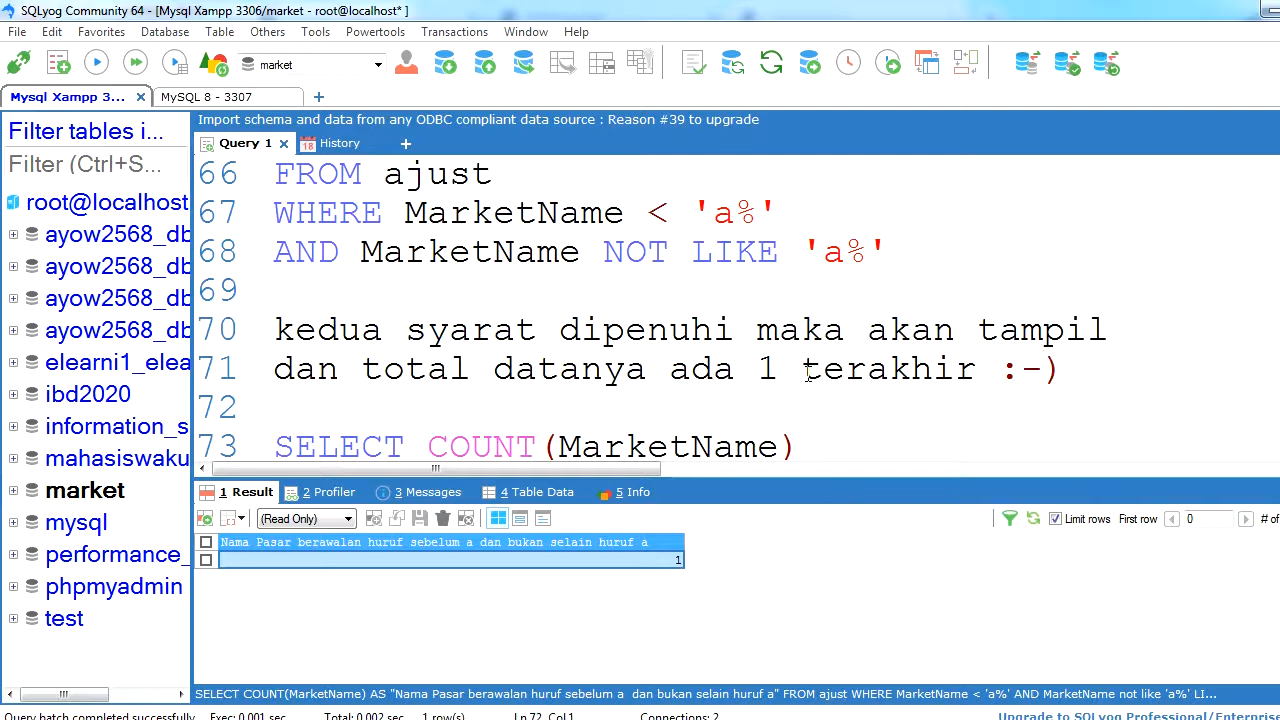 SQLyog Community 64 - [Mysql Xampp 3306/market - root@localhost* ]
File Edit Favorites Database Table Others Tools Powertools Transactions Window Help
market
Mysql Xampp 3... MySQL 8 - 3307
Filter tables i...
Filter (Ctrl+S...
root@localhost
ayow2568_db
ayow2568_db
ayow2568_db
ayow2568_db
elearni1_elea
ibd2020
information_s
mahasiswaku
market
mysql
performance_
phpmyadmin
test
Import schema and data from any ODBC compliant data source : Reason #39 to upgrade
Query 1 History
66 FROM ajust
67 WHERE MarketName < 'a%'
68 AND MarketName NOT LIKE 'a%'
69
70 kedua syarat dipenuhi maka akan tampil
71 dan total datanya ada 1 terakhir :-)
72
73 SELECT COUNT(MarketName)
1 Result 2 Profiler 3 Messages 4 Table Data 5 Info
(Read Only) Limit rows First row 0 # of
Nama Pasar berawalan huruf sebelum a dan bukan selain huruf a
1
SELECT COUNT(MarketName) AS "Nama Pasar berawalan huruf sebelum a dan bukan selain huruf a" FROM ajust WHERE MarketName < 'a%' AND MarketName not like 'a%' LI...
Query batch completed successfully Exec: 0.001 sec Total: 0.002 sec 1 row(s) Ln 72, Col 1 Connections: 2 Upgrade to SQLyog Professional/Enterprise